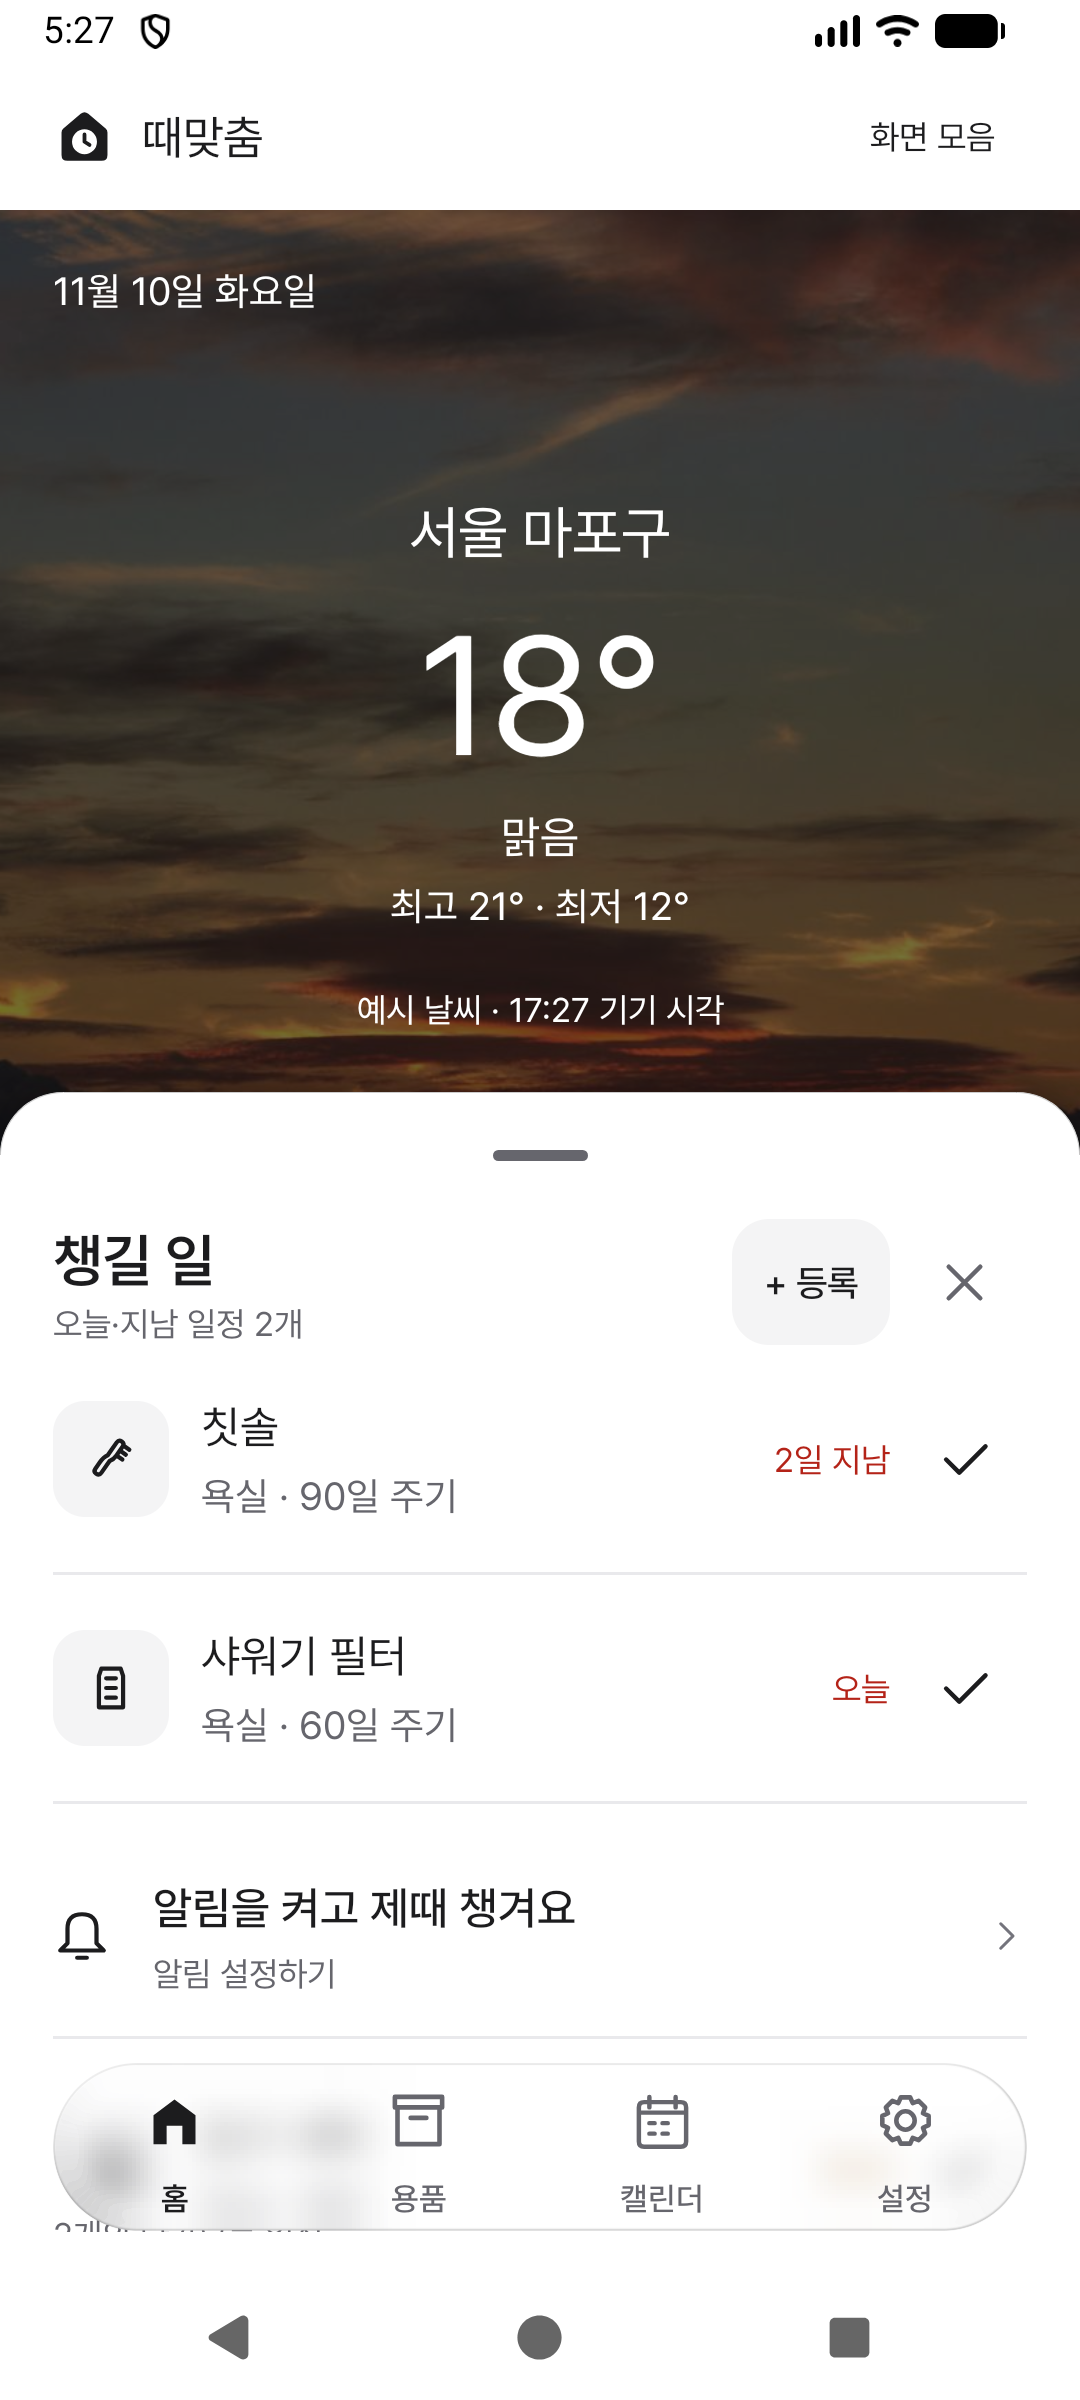 5:27
때맞춤
화면 모음
11월 10일 화요일
서울 마포구
18°
맑음
최고 21° · 최저 12°
예시 날씨 · 17:27 기기 시각
챙길 일
+ 등록
오늘·지남 일정 2개
칫솔
욕실 · 90일 주기
2일 지남
샤워기 필터
욕실 · 60일 주기
오늘
알림을 켜고 제때 챙겨요
알림 설정하기
홈
용품
캘린더
설정